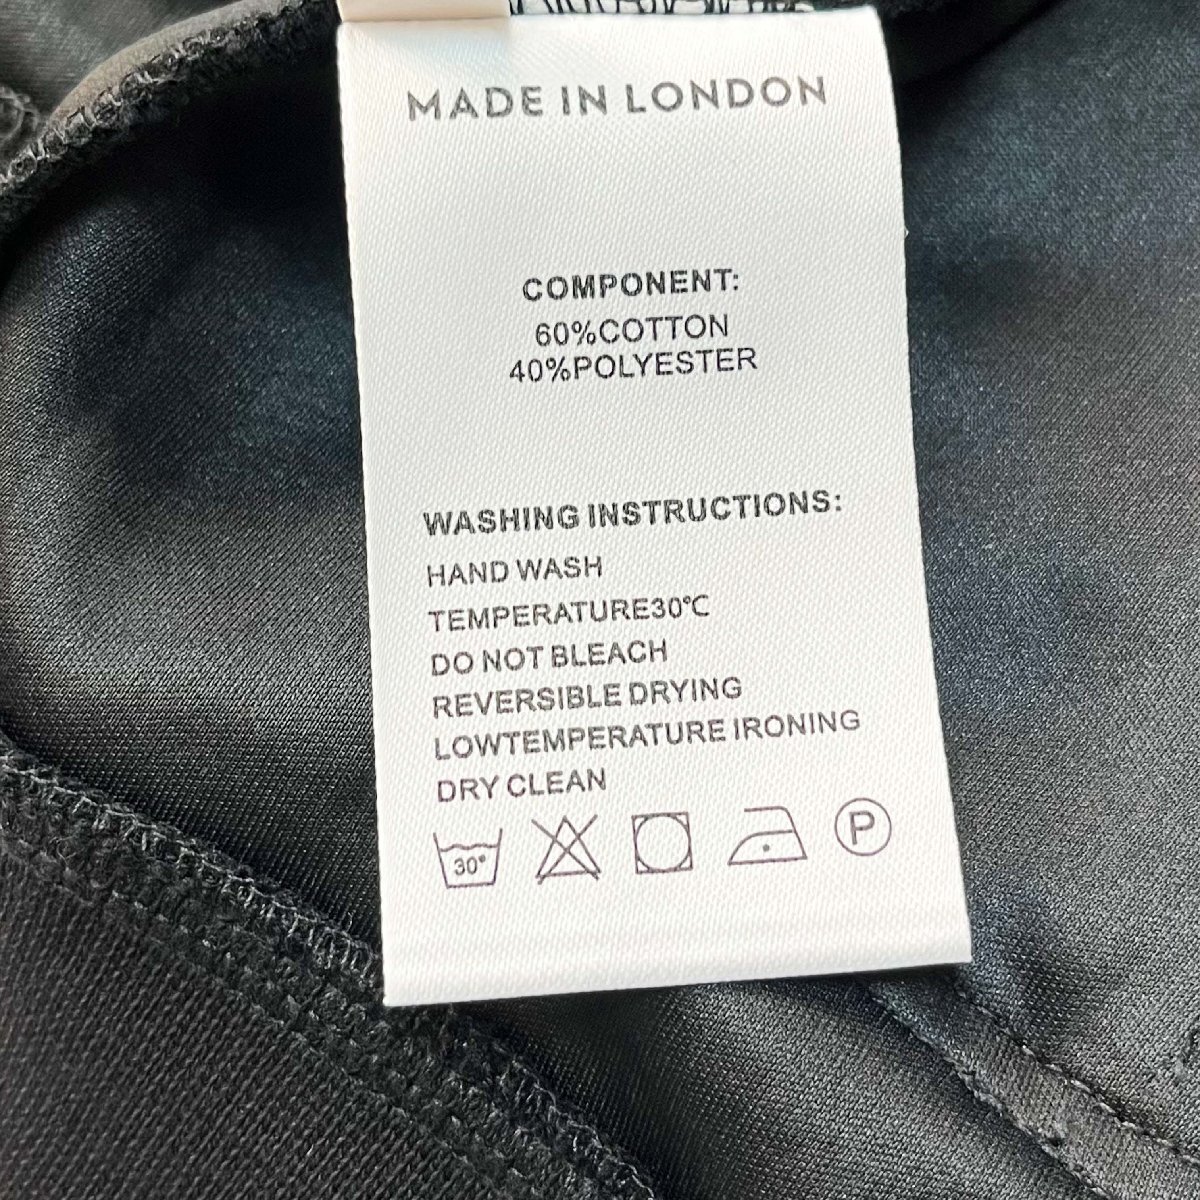 MADE IN LONDON
COMPONENT:
60%COTTON
40%POLYESTER
WASHING INSTRUCTIONS:
HAND WASH
TEMPERATURE30℃
DO NOT BLEACH
REVERSIBLE DRYING
LOWTEMPERATURE IRONING
DRY CLEAN
30° P